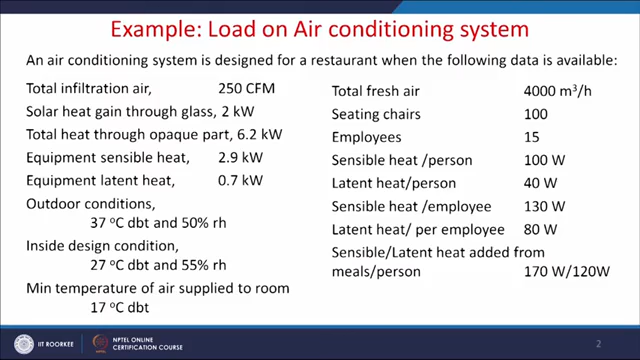 Example: Load on Air conditioning system
An air conditioning system is designed for a restaurant when the following data is available:
Total infiltration air, 250 CFM
Solar heat gain through glass, 2 kW
Total heat through opaque part, 6.2 kW
Equipment sensible heat, 2.9 kW
Equipment latent heat, 0.7 kW
Outdoor conditions,
37 °C dbt and 50% rh
Inside design condition,
27 °C dbt and 55% rh
Min temperature of air supplied to room
17 °C dbt
Total fresh air 4000 m³/h
Seating chairs 100
Employees 15
Sensible heat /person 100 W
Latent heat/person 40 W
Sensible heat /employee 130 W
Latent heat/ per employee 80 W
Sensible/Latent heat added from
meals/person 170 W/120W
IIT ROORKEE
NPTEL ONLINE
CERTIFICATION COURSE
2